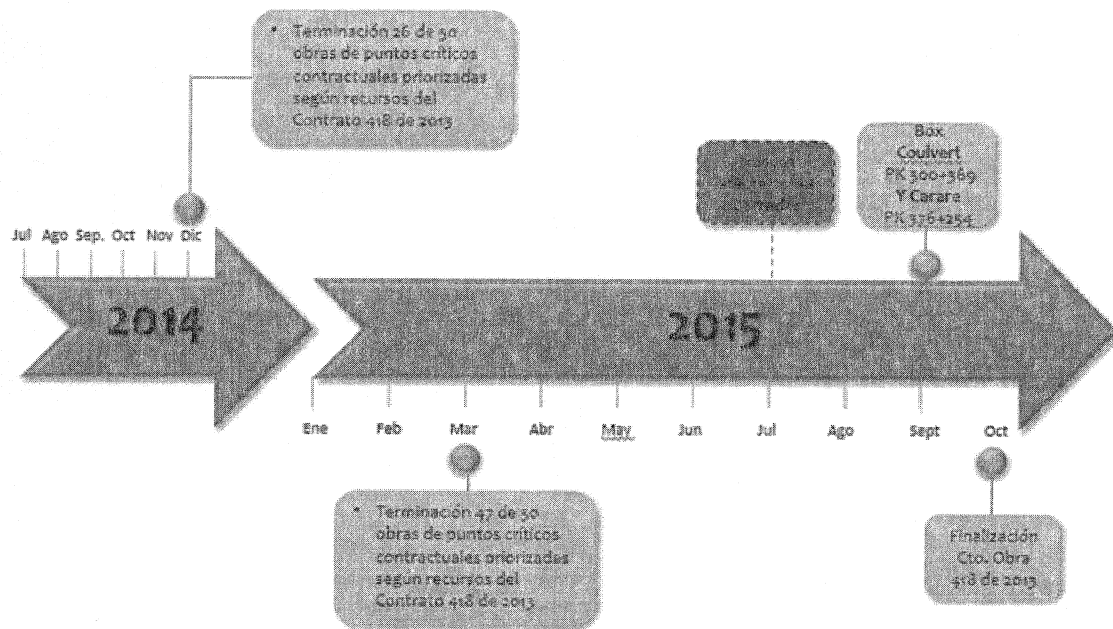 • Terminación 26 de 50
obras de puntos críticos
contractuales priorizadas
según recursos del
Contrato 418 de 2013
Box
Coulvert
PK 300+369
Y Carare
PK 376+254
Jul Ago Sep. Oct Nov Dic
2014
2015
Ene Feb Mar Abr May Jun Jul Ago Sept Oct
• Terminación 47 de 50
obras de puntos críticos
contractuales priorizadas
según recursos del
Contrato 418 de 2013
Finalización
Cto. Obra
418 de 2013